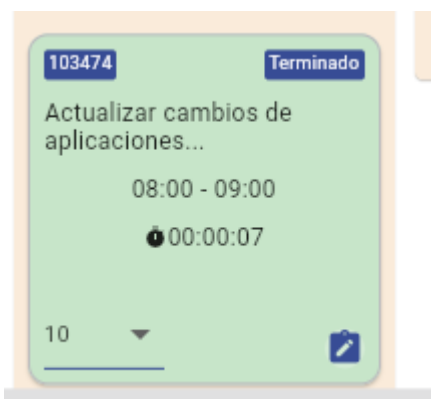 103474 Terminado
Actualizar cambios de
aplicaciones...
08:00 - 09:00
00:00:07
10